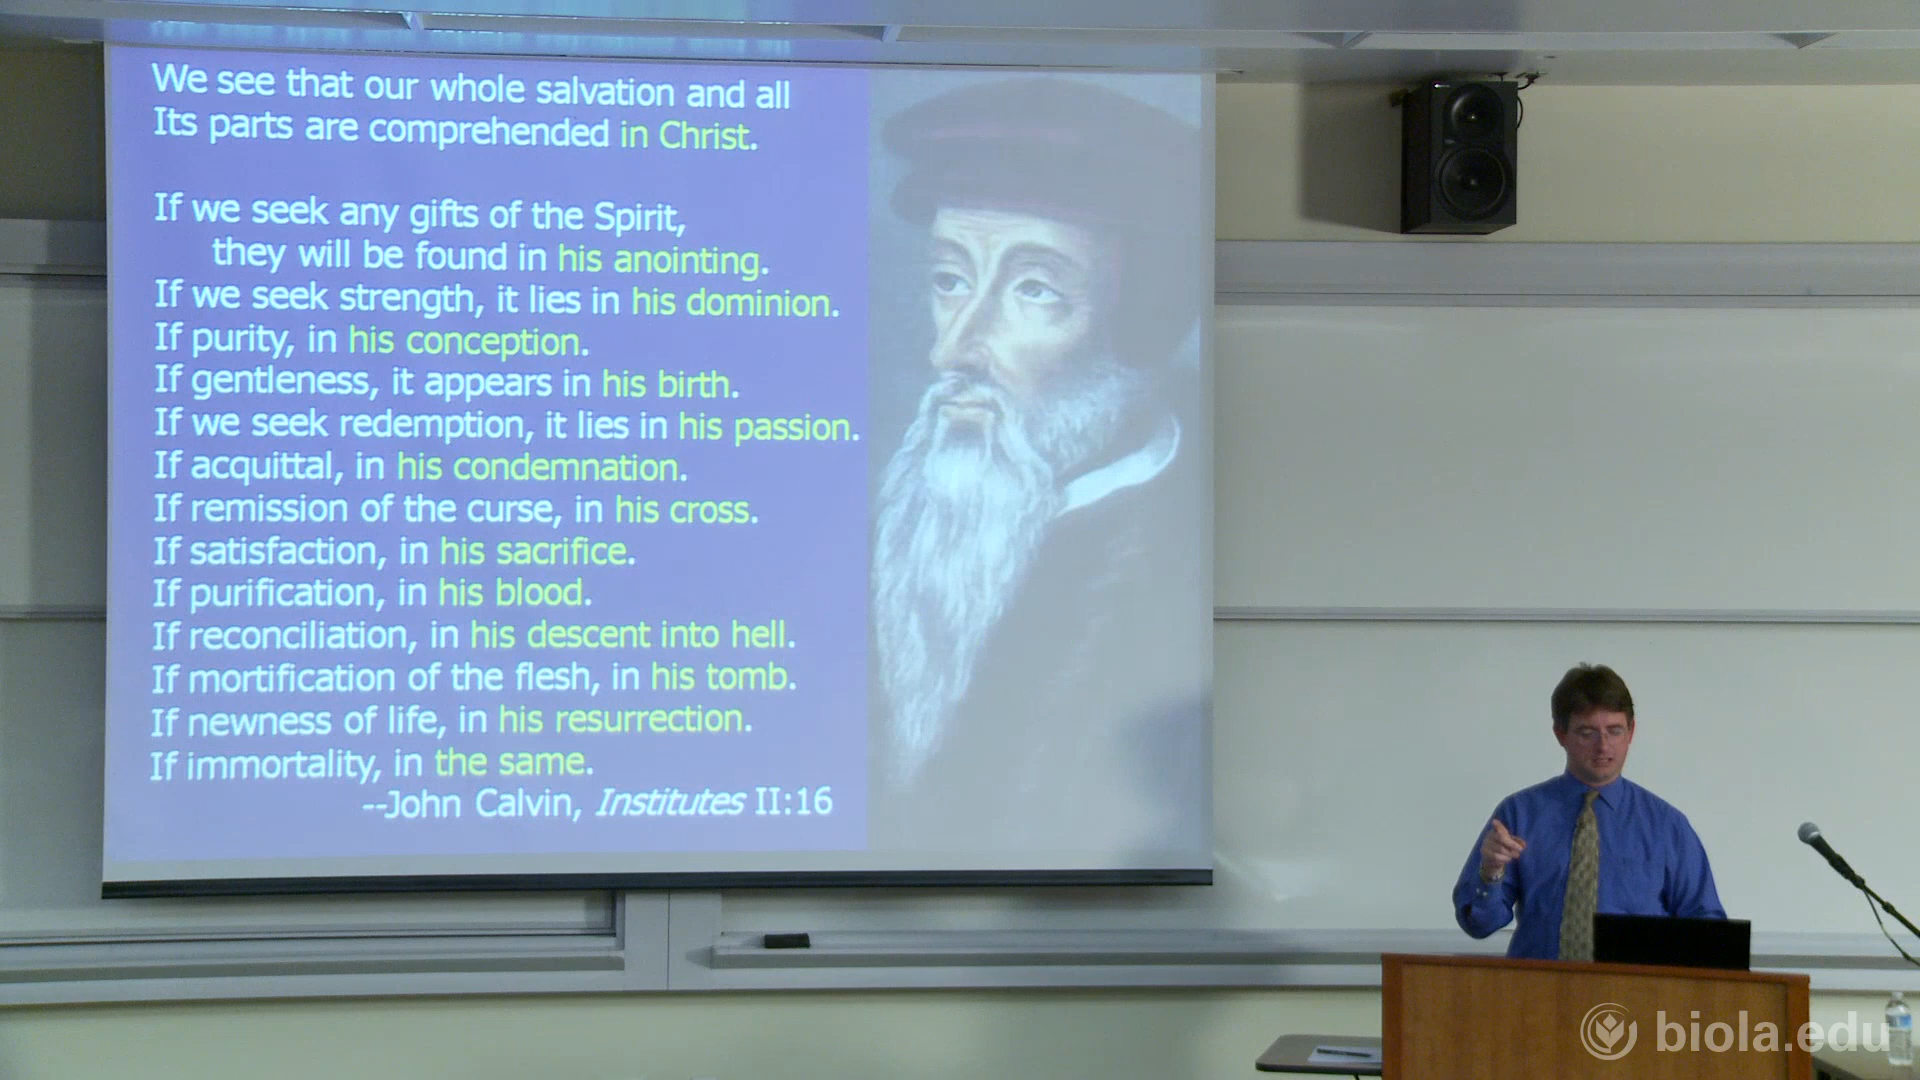 We see that our whole salvation and all
Its parts are comprehended in Christ.
If we seek any gifts of the Spirit,
they will be found in his anointing.
If we seek strength, it lies in his dominion.
If purity, in his conception.
If gentleness, it appears in his birth.
If we seek redemption, it lies in his passion.
If acquittal, in his condemnation.
If remission of the curse, in his cross.
If satisfaction, in his sacrifice.
If purification, in his blood.
If reconciliation, in his descent into hell.
If mortification of the flesh, in his tomb.
If newness of life, in his resurrection.
If immortality, in the same.
--John Calvin, Institutes II:16
biola.edu